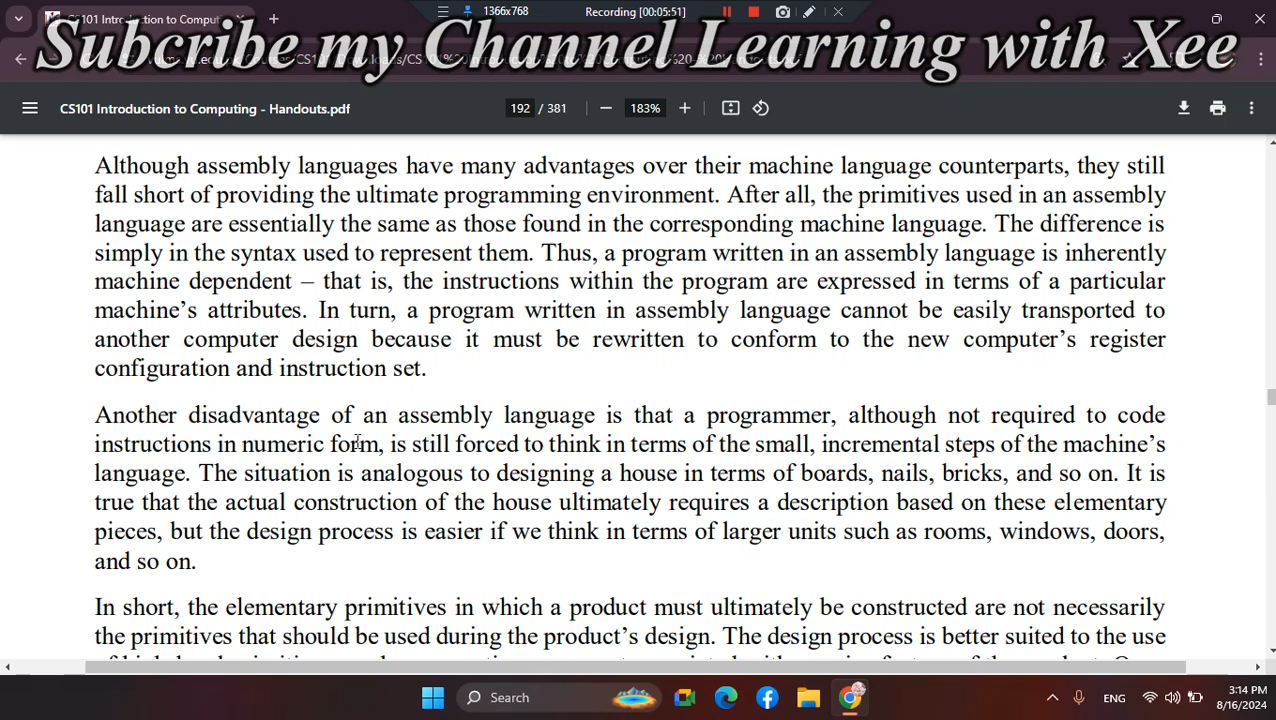 CS101 Introduction to Comput
1366x768
Recording [00:05:51]
Subcribe my Channel Learning with Xee
CS101 Introduction to Computing - Handouts.pdf
192 / 381
183%
Although assembly languages have many advantages over their machine language counterparts, they still
fall short of providing the ultimate programming environment. After all, the primitives used in an assembly
language are essentially the same as those found in the corresponding machine language. The difference is
simply in the syntax used to represent them. Thus, a program written in an assembly language is inherently
machine dependent – that is, the instructions within the program are expressed in terms of a particular
machine's attributes. In turn, a program written in assembly language cannot be easily transported to
another computer design because it must be rewritten to conform to the new computer's register
configuration and instruction set.
Another disadvantage of an assembly language is that a programmer, although not required to code
instructions in numeric form, is still forced to think in terms of the small, incremental steps of the machine's
language. The situation is analogous to designing a house in terms of boards, nails, bricks, and so on. It is
true that the actual construction of the house ultimately requires a description based on these elementary
pieces, but the design process is easier if we think in terms of larger units such as rooms, windows, doors,
and so on.
In short, the elementary primitives in which a product must ultimately be constructed are not necessarily
the primitives that should be used during the product's design. The design process is better suited to the use
Search
ENG
3:14 PM
8/16/2024